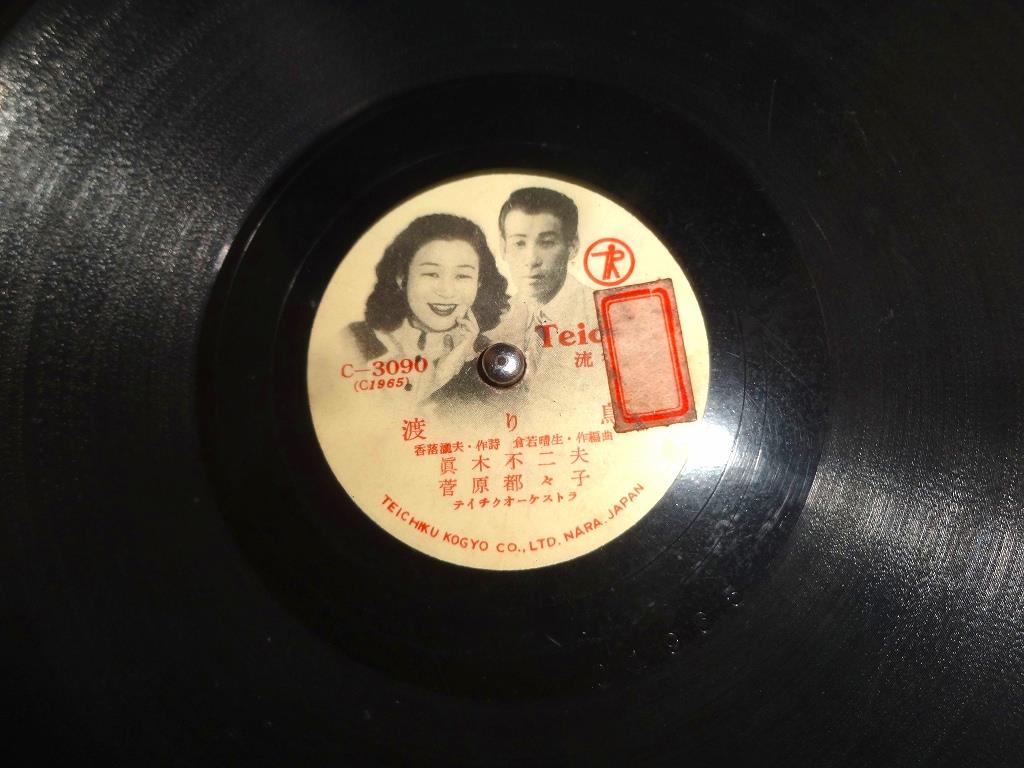 Teic
流
C-3090
(C1965)
渡り鳥
香落瀧夫・作詩 倉若晴生・作編曲
眞木不二夫
菅原都々子
テイチクオーケストラ
TEICHIKU KOGYO CO., LTD. NARA. JAPAN